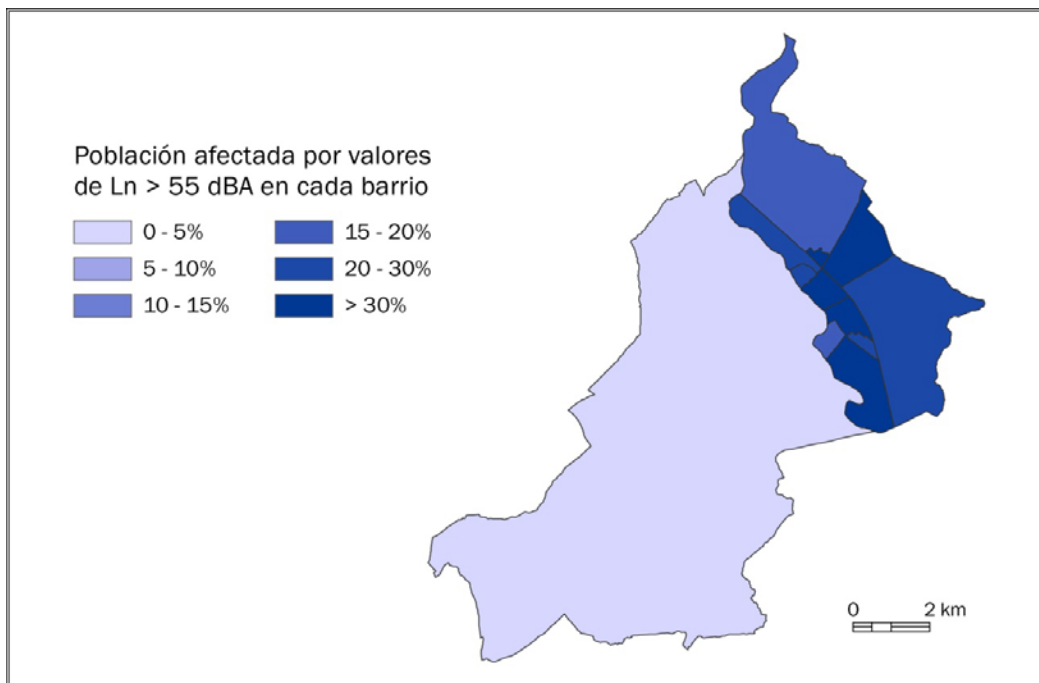 Población afectada por valores
de Ln > 55 dBA en cada barrio
0 - 5%
5 - 10%
10 - 15%
15 - 20%
20 - 30%
> 30%
0 2 km